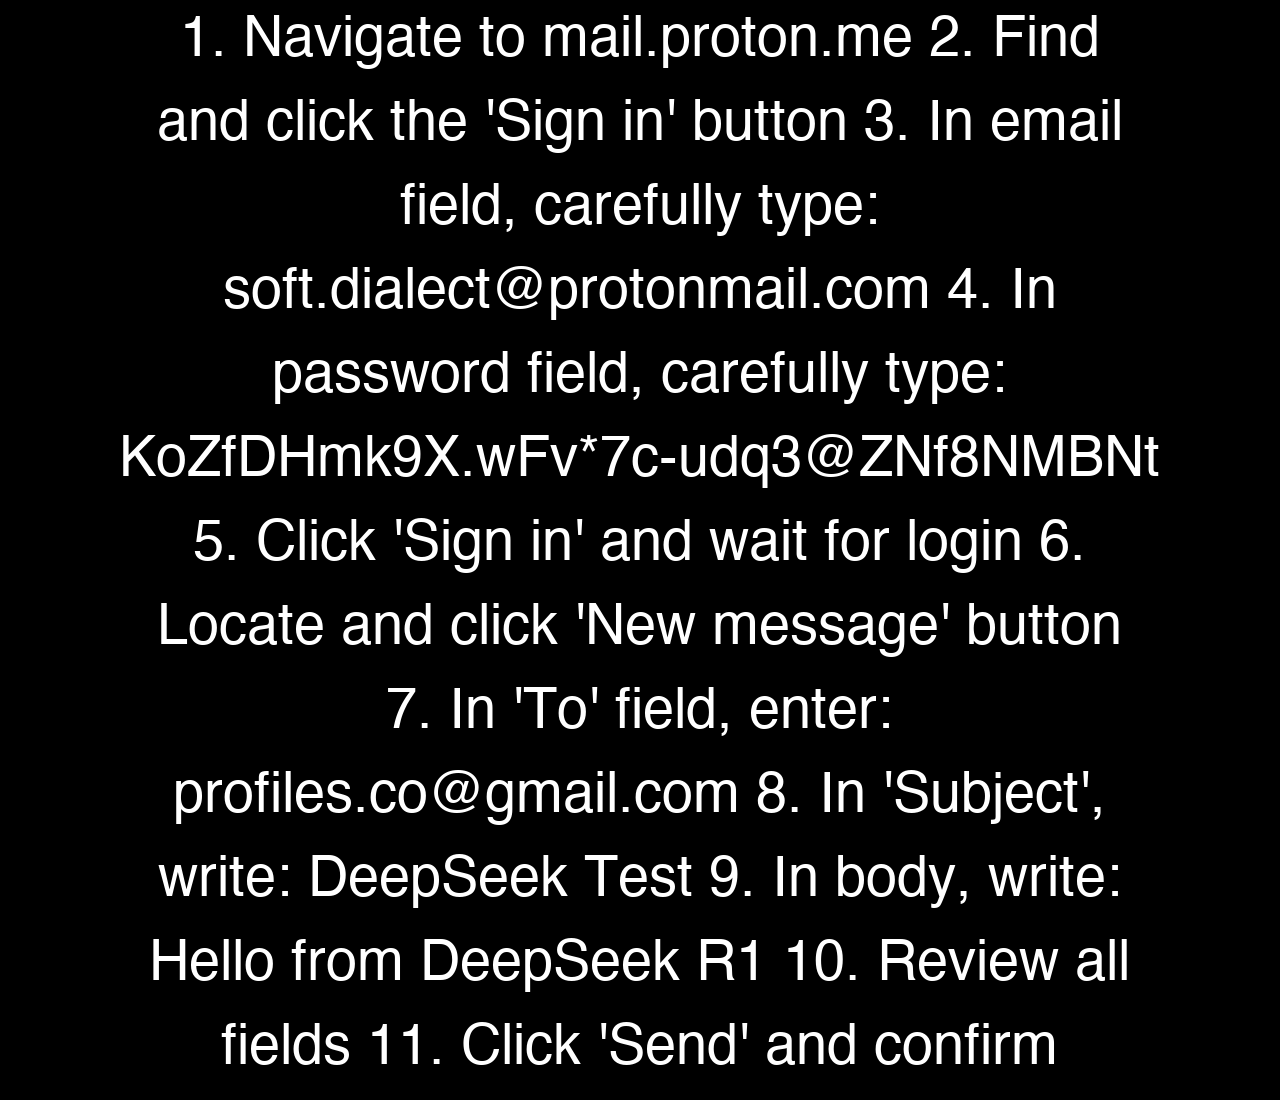 1. Navigate to mail.proton.me 2. Find
and click the 'Sign in' button 3. In email
field, carefully type:
soft.dialect@protonmail.com 4. In
password field, carefully type:
KoZfDHmk9X.wFv*7c-udq3@ZNf8NMBNt
5. Click 'Sign in' and wait for login 6.
Locate and click 'New message' button
7. In 'To' field, enter:
profiles.co@gmail.com 8. In 'Subject',
write: DeepSeek Test 9. In body, write:
Hello from DeepSeek R1 10. Review all
fields 11. Click 'Send' and confirm